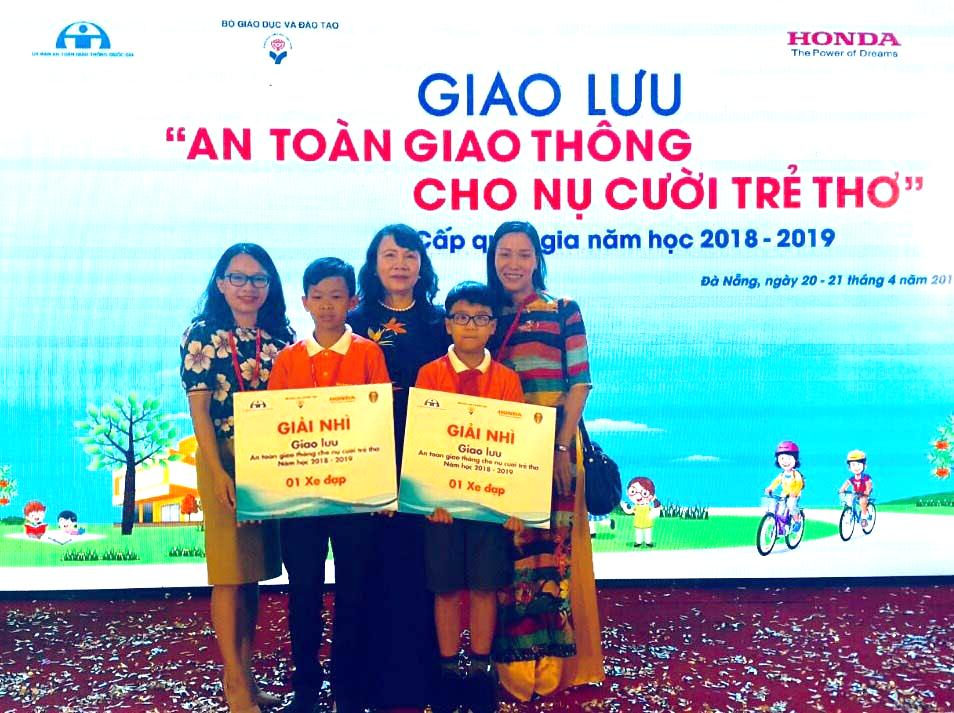 ỦY BAN AN TOÀN GIAO THÔNG QUỐC GIA
BỘ GIÁO DỤC VÀ ĐÀO TẠO
HONDA
The Power of Dreams
GIAO LƯU
“AN TOÀN GIAO THÔNG
CHO NỤ CƯỜI TRẺ THƠ”
Cấp gia năm học 2018 - 2019
Đà Nẵng, ngày 20 - 21 tháng 4 năm 201
HONDA
GIẢI NHÌ
Giao lưu
An toàn giao thông cho nụ cười trẻ thơ
Năm học 2018 - 2019
01 Xe đạp
HONDA
GIẢI NHÌ
Giao lưu
An toàn giao thông cho nụ cười trẻ thơ
Năm học 2018 - 2019
01 Xe đạp